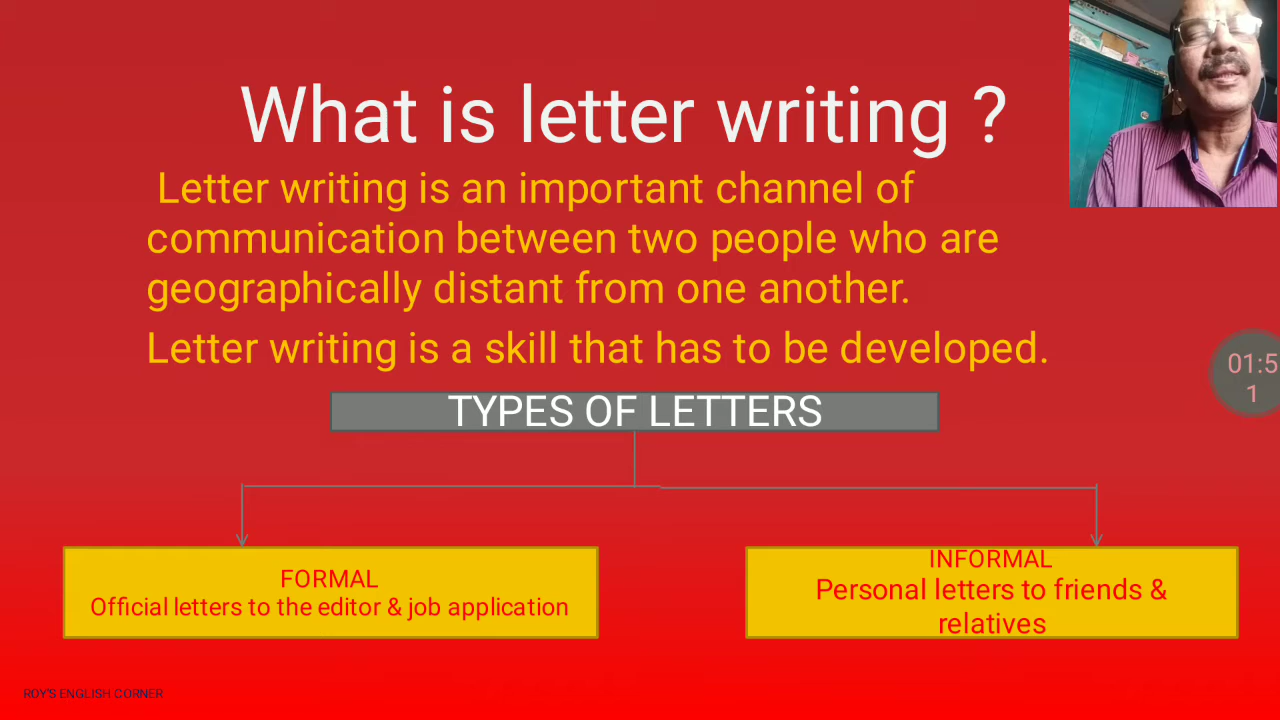 What is letter writing ?
Letter writing is an important channel of
communication between two people who are
geographically distant from one another.
Letter writing is a skill that has to be developed.
01:5
1
TYPES OF LETTERS
FORMAL
Official letters to the editor & job application
INFORMAL
Personal letters to friends &
relatives
ROY'S ENGLISH CORNER